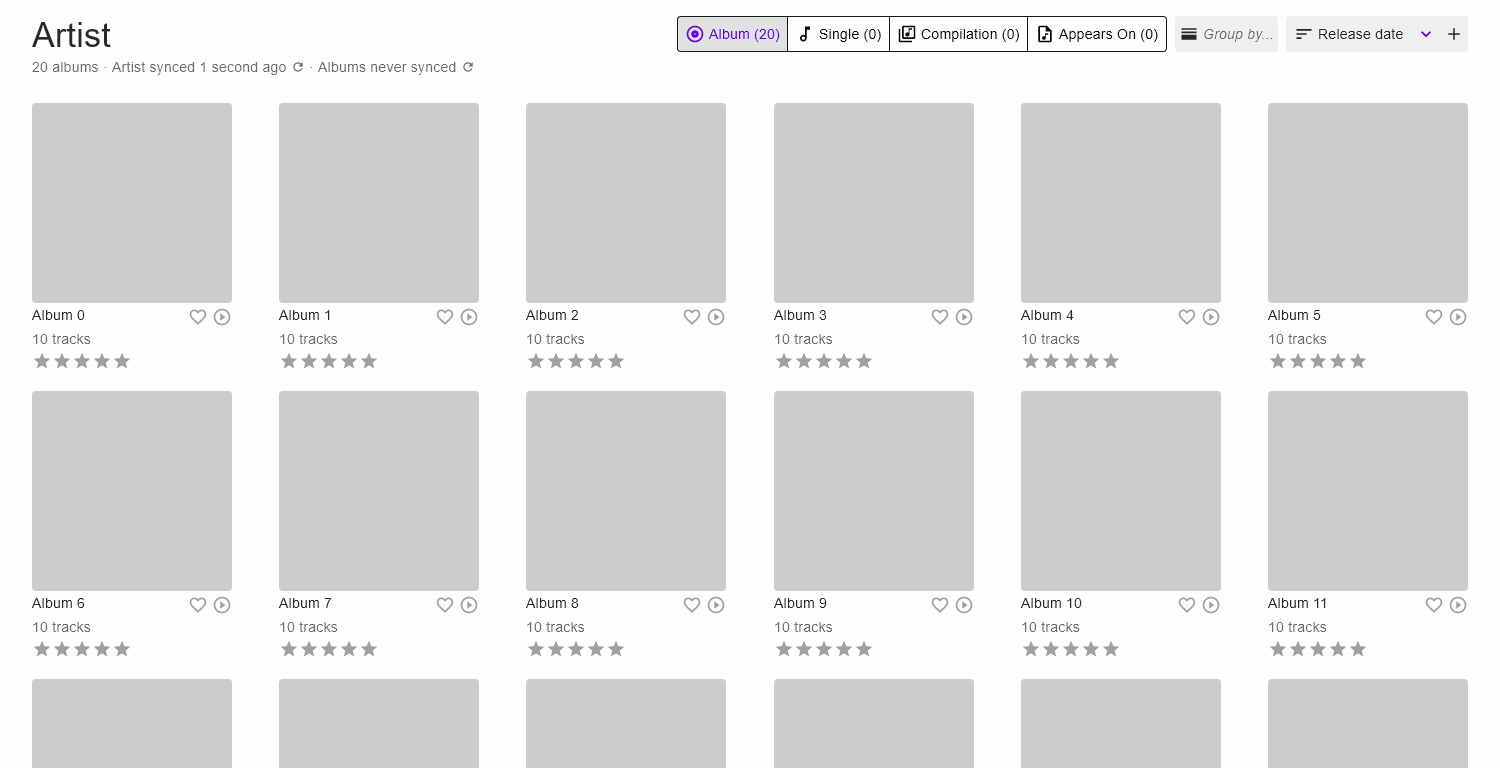 Artist
Album (20) Single (0) Compilation (0) Appears On (0) Group by... Release date
20 albums · Artist synced 1 second ago · Albums never synced
Album 0 Album 1 Album 2 Album 3 Album 4 Album 5
10 tracks 10 tracks 10 tracks 10 tracks 10 tracks 10 tracks
Album 6 Album 7 Album 8 Album 9 Album 10 Album 11
10 tracks 10 tracks 10 tracks 10 tracks 10 tracks 10 tracks